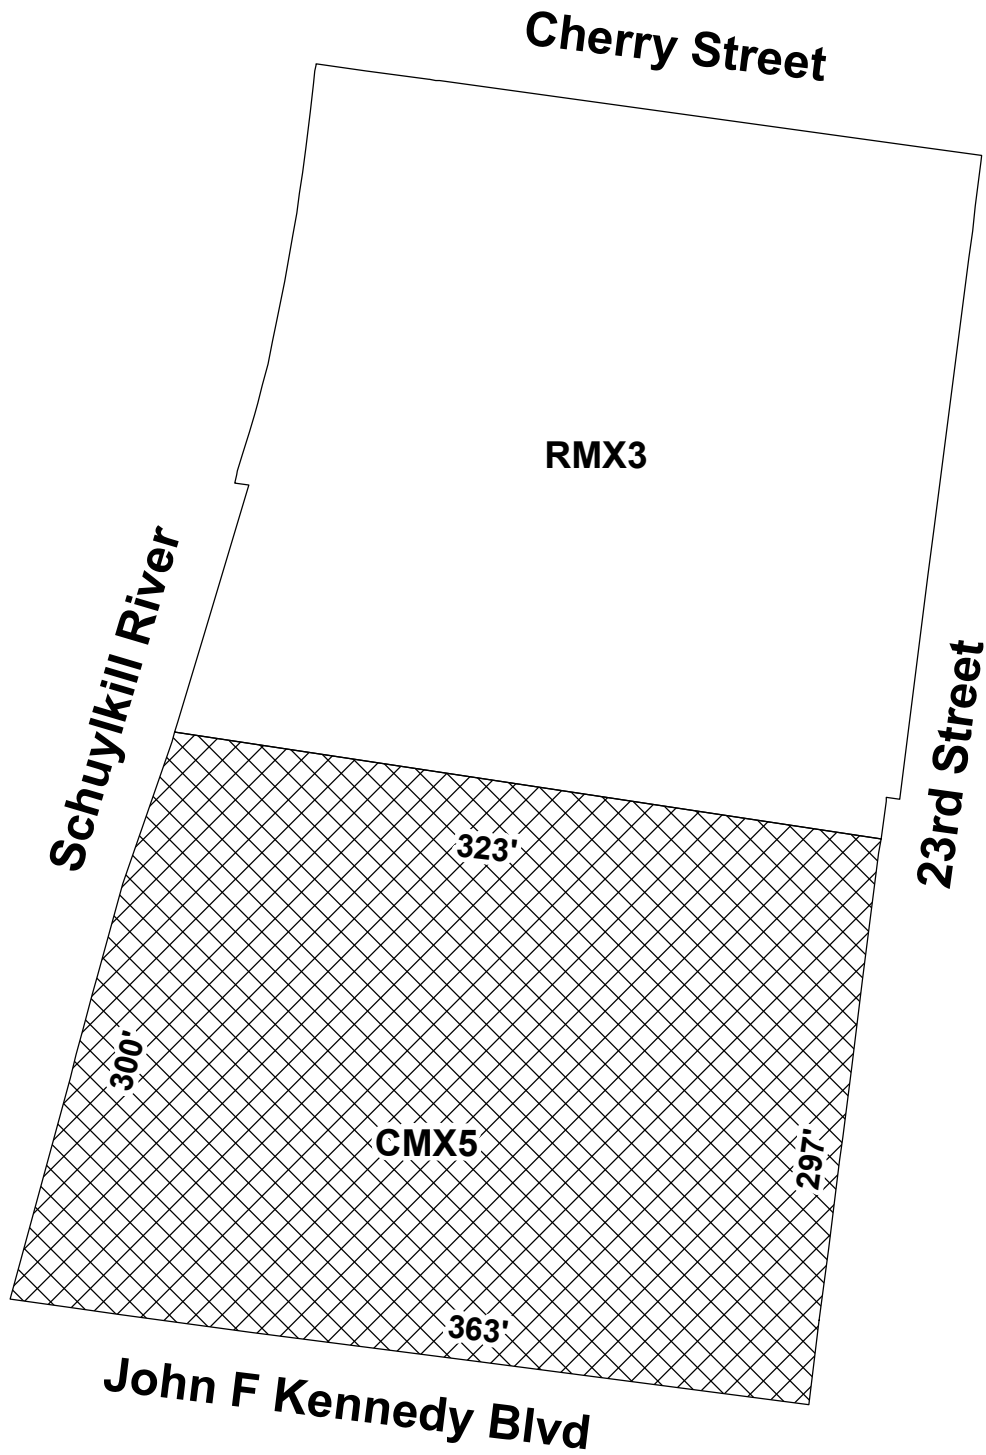 Cherry Street
RMX3
Schuylkill River
23rd Street
323'
300'
CMX5
297'
363'
John F Kennedy Blvd